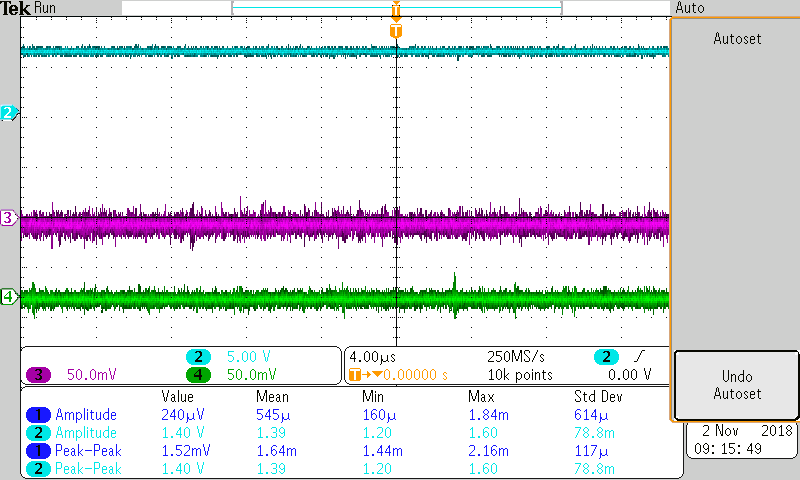 Tek Run Auto
T
T
Autoset
2
3
4
2 5.00 V
3 50.0mV 4 50.0mV
4.00µs 250MS/s 2
T→▼0.00000 s 10k points 0.00 V
Undo
Autoset
Value Mean Min Max Std Dev
1 Amplitude 240µV 545µ 160µ 1.84m 614µ
2 Amplitude 1.40 V 1.39 1.20 1.60 78.8m
1 Peak-Peak 1.52mV 1.64m 1.44m 2.16m 117µ
2 Peak-Peak 1.40 V 1.39 1.20 1.60 78.8m
2 Nov 2018
09:15:49